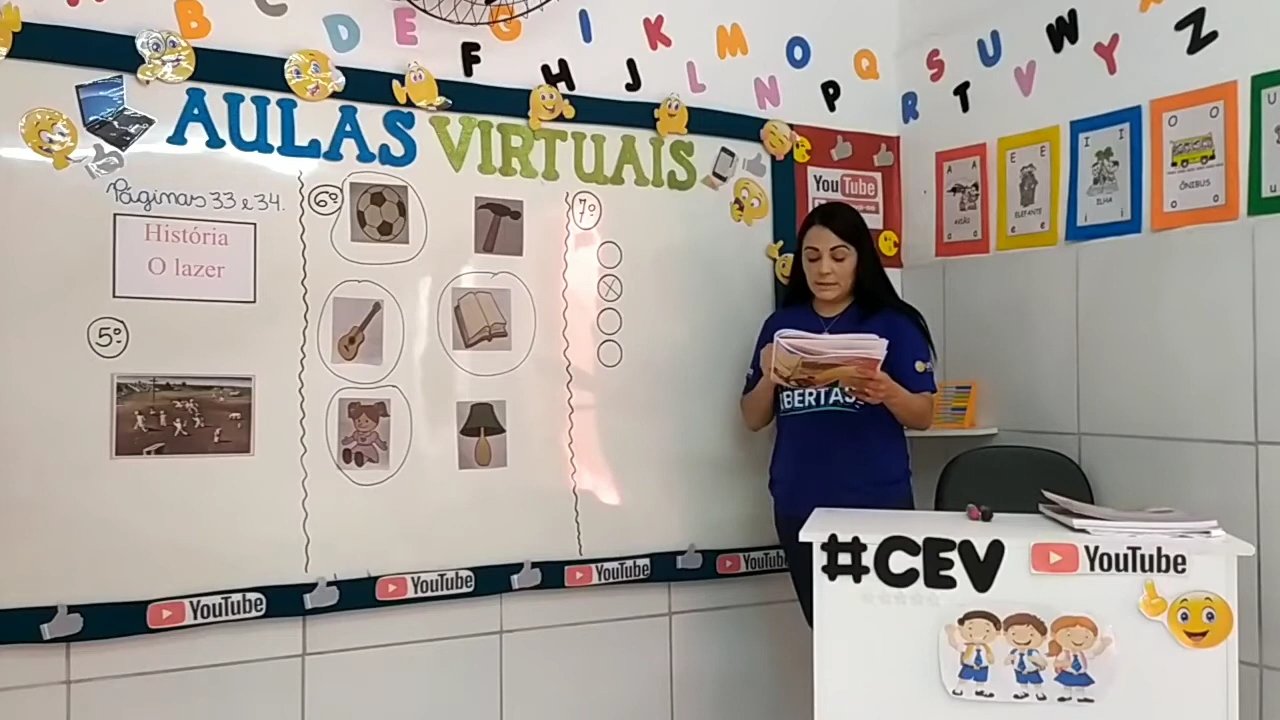 B C D E F G H I J K L M N O P Q R S T U V W Y Z
AULAS VIRTUAIS
Páginas 33 e 34.
História
O lazer
5º
6º
7º
X
YouTube
A A
a a
E E
ELEFANTE
e e
I I
ILHA
i i
O O
ÔNIBUS
o o
U
u
IBERTAS
#CEV
YouTube
YouTube
YouTube
YouTube
YouTube